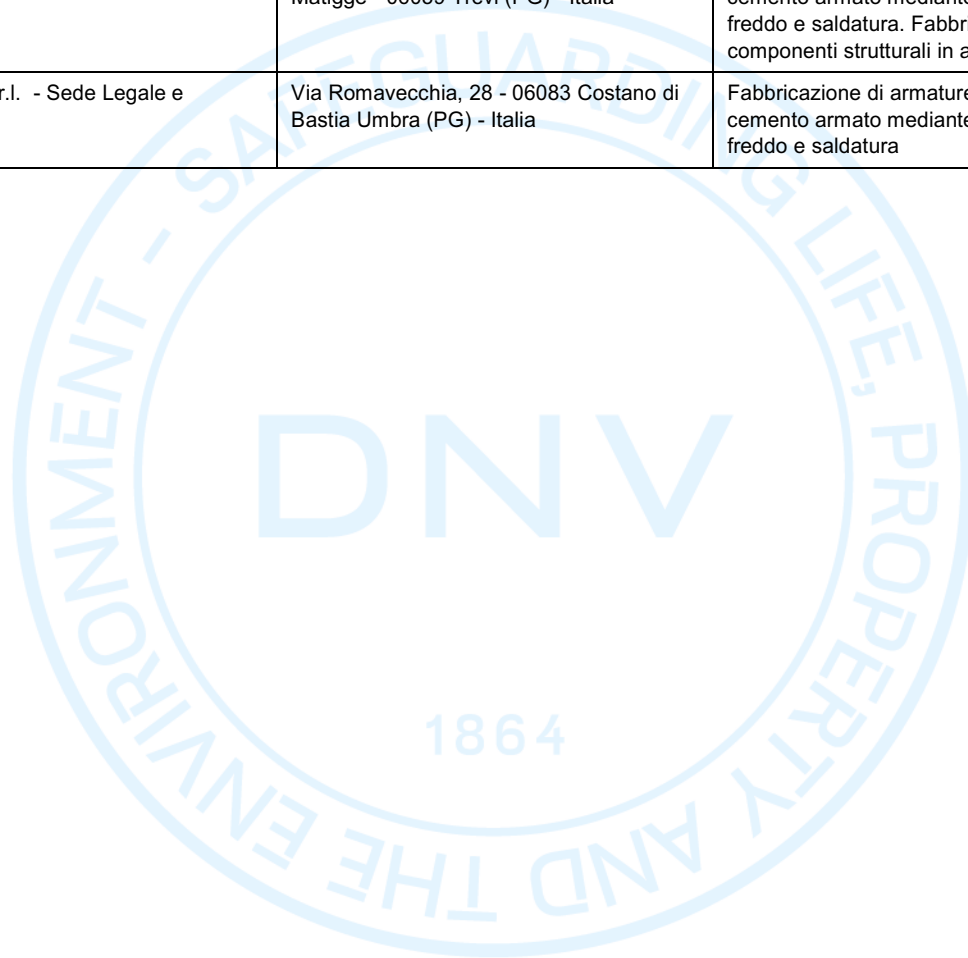 freddo e saldatura.
componenti strutturali in
r.l. - Sede Legale e
Via Romavecchia, 28 - 06083 Costano di
Bastia Umbra (PG) - Italia
Fabbricazione di armature
cemento armato mediante
freddo e saldatura
SAFEGUARDING LIFE, PROPERTY AND THE ENVIRONMENT -
DNV
1864